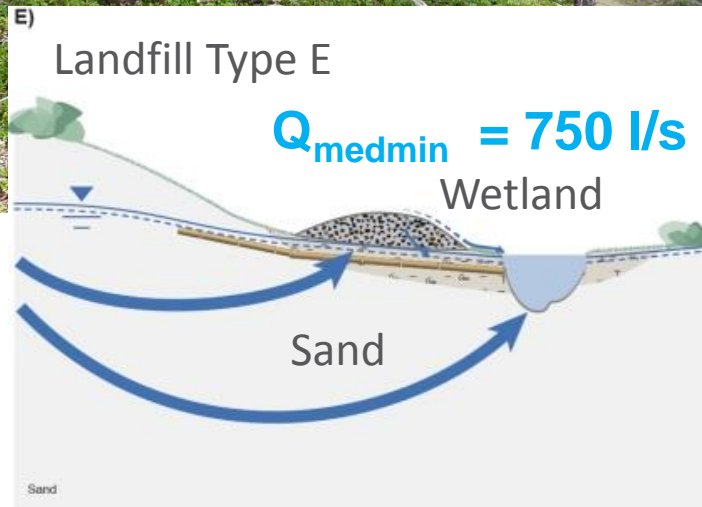 E)
Landfill Type E
Qmedmin = 750 l/s
Wetland
Sand
Sand